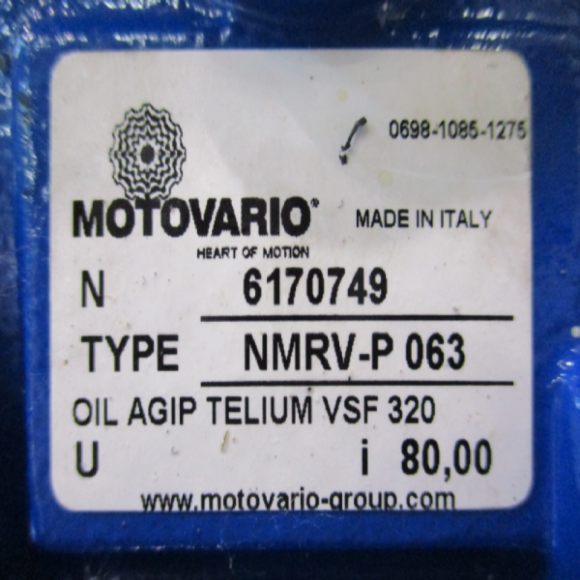 0698-1085-1275
MOTOVARIO®
MADE IN ITALY
HEART OF MOTION
N 6170749
TYPE NMRV-P 063
OIL AGIP TELIUM VSF 320
U i 80,00
www.motovario-group.com